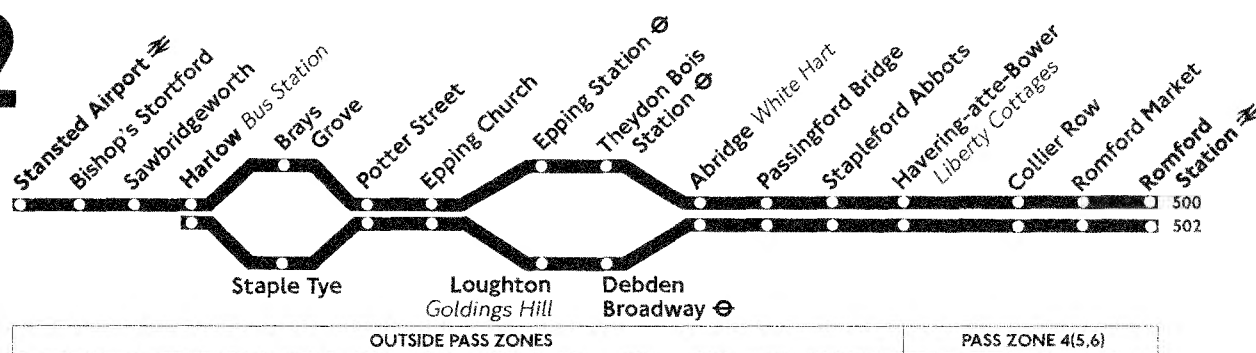 2
Stansted Airport
Bishop's Stortford
Sawbridgeworth
Harlow Bus Station
Brays
Grove
Potter Street
Epping Church
Epping Station
Theydon Bois
Station
Abridge White Hart
Passingford Bridge
Stapleford Abbots
Havering-atte-Bower
Liberty Cottages
Collier Row
Romford Market
Romford
Station
500
502
Staple Tye
Loughton
Goldings Hill
Debden
Broadway
OUTSIDE PASS ZONES
PASS ZONE 4(5,6)